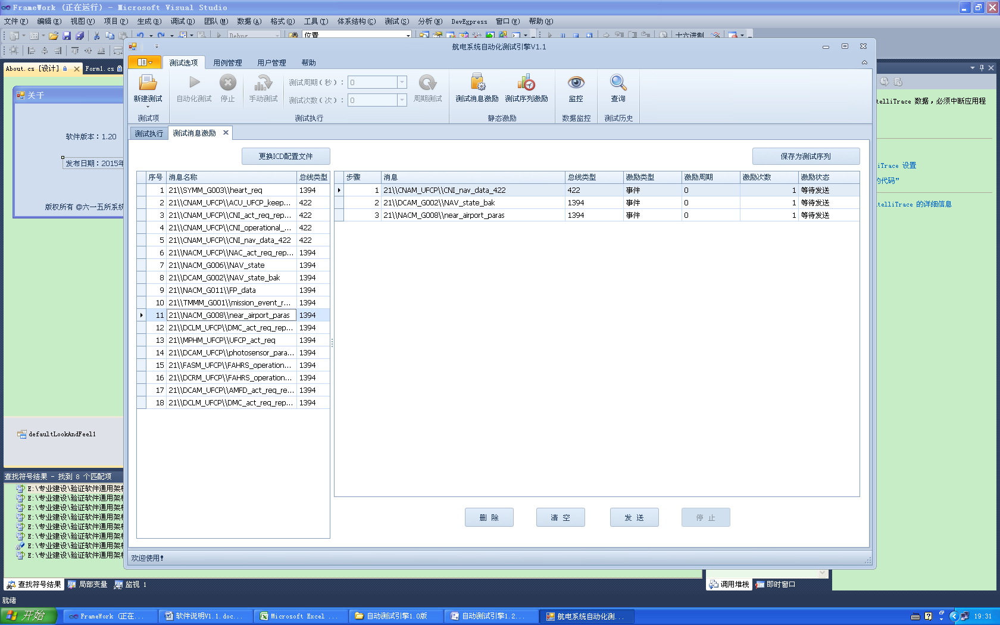 FrameWork (正在运行) - Microsoft Visual Studio
文件(F) 编辑(E) 视图(V) 项目(P) 生成(B) 调试(D) 团队(M) 数据(A) 格式(O) 工具(T) 体系结构(C) 测试(S) 分析(N) DevExpress 窗口(W) 帮助(H)
Debug 位置 十六进制
航电系统自动化测试引擎V1.1
About.cs [设计] Form1.cs
测试选项 用例管理 用户管理 帮助
关于
软件版本：1.20
发布日期：2015年
版权所有 @六一五所系统
新建测试 自动化测试 停止 手动测试 测试周期(秒)： 0 周期测试 测试消息激励 测试序列激励 监控 查询
测试次数(次)： 0
测试项 测试执行 静态激励 数据监控 测试历史
测试执行 测试消息激励
更换ICD配置文件 保存为测试序列
序号 消息名称 总线类型
1 21\\SYMM_G003\\heart_req 1394
2 21\\CNAM_UFCP\\ACU_UFCP_keep... 422
3 21\\CNAM_UFCP\\CNI_act_req_rep... 422
4 21\\CNAM_UFCP\\CNI_operational_... 422
5 21\\CNAM_UFCP\\CNI_nav_data_422 422
6 21\\NACM_UFCP\\NAC_act_req_rep... 1394
7 21\\NACM_G006\\NAV_state 1394
8 21\\DCAM_G002\\NAV_state_bak 1394
9 21\\NACM_G011\\FP_data 1394
10 21\\TMMM_G001\\mission_event_r... 1394
11 21\\NACM_G008\\near_airport_paras 1394
12 21\\DCLM_UFCP\\DMC_act_req_rep... 1394
13 21\\MPHM_UFCP\\UFCP_act_req 1394
14 21\\DCAM_UFCP\\photosensor_para... 1394
15 21\\FASM_UFCP\\FAHRS_operation... 1394
16 21\\DCRM_UFCP\\FAHRS_operation... 1394
17 21\\DCAM_UFCP\\AMFD_act_req_re... 1394
18 21\\DCLM_UFCP\\DMC_act_req_rep... 1394
步骤 消息 总线类型 激励类型 激励周期 激励次数 激励状态
1 21\\CNAM_UFCP\\CNI_nav_data_422 422 事件 0 1 等待发送
2 21\\DCAM_G002\\NAV_state_bak 1394 事件 0 1 等待发送
3 21\\NACM_G008\\near_airport_paras 1394 事件 0 1 等待发送
删 除 清 空 发 送 停 止
欢迎使用!
telliTrace 数据，必须中断应用程
iTrace 设置
的代码”
telliTrace 的详细信息
defaultLookAndFeel1
查找符号结果 - 找到 8 个匹配项
E:\专业建设\验证软件通用架构
E:\专业建设\验证软件通用架构
E:\专业建设\验证软件通用架构
E:\专业建设\验证软件通用架构
E:\专业建设\验证软件通用架构
E:\专业建设\验证软件通用架构
E:\专业建设\验证软件通用架构
E:\专业建设\验证软件通用架构
查找符号结果 局部变量 监视 1 调用堆栈 即时窗口
就绪
开始 FrameWork (正在... 软件说明V1.1.doc... Microsoft Excel ... 自动测试引擎1.0版 自动测试引擎1.2... 航电系统自动化测... 19:31